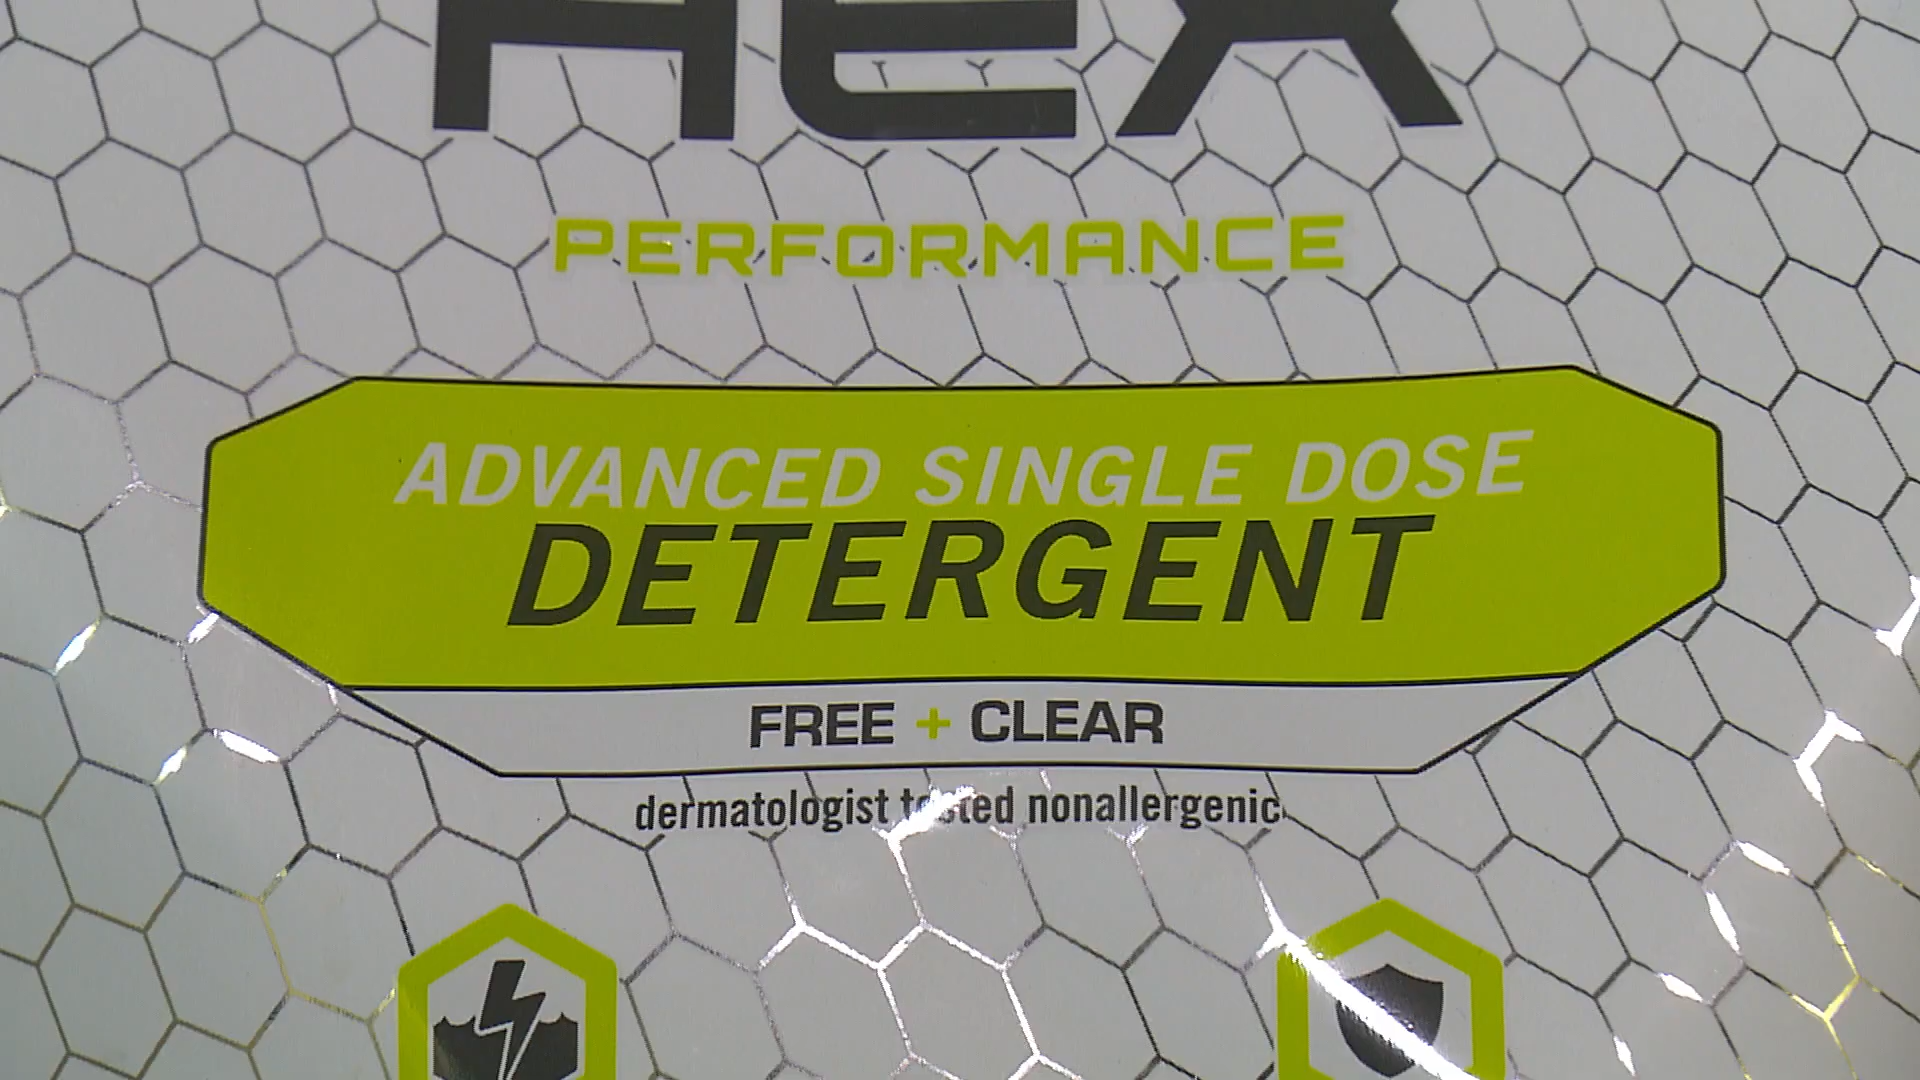 HEX
PERFORMANCE
ADVANCED SINGLE DOSE
DETERGENT
FREE + CLEAR
dermatologist tested nonallergenic